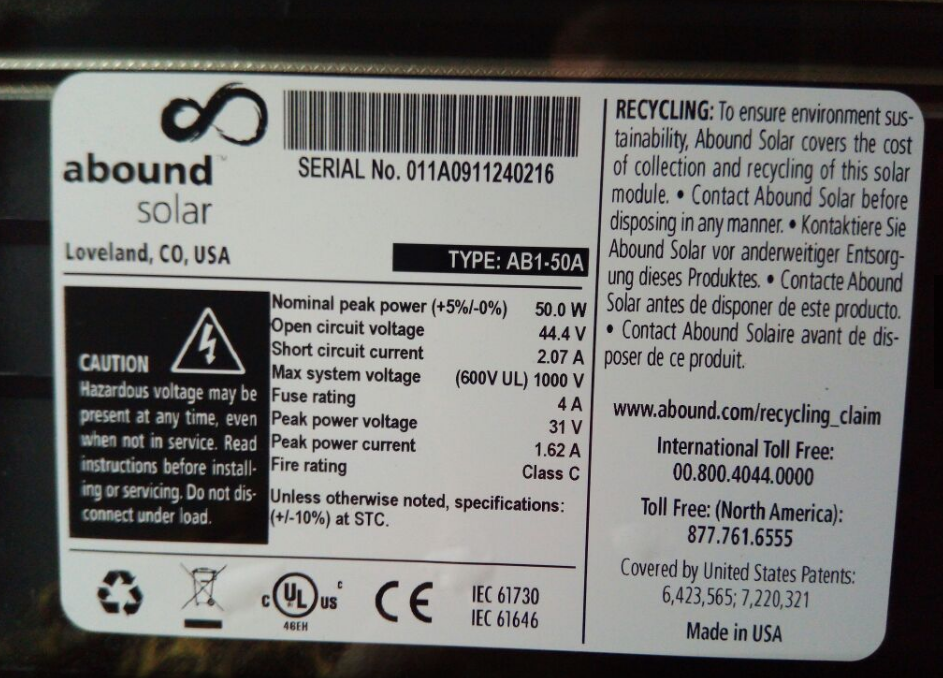 abound™
solar
Loveland, CO, USA
SERIAL No. 011A0911240216
TYPE: AB1-50A
CAUTION
Hazardous voltage may be
present at any time, even
when not in service. Read
instructions before install-
ing or servicing. Do not dis-
connect under load.
Nominal peak power (+5%/-0%) 50.0 W
Open circuit voltage 44.4 V
Short circuit current 2.07 A
Max system voltage (600V UL) 1000 V
Fuse rating 4 A
Peak power voltage 31 V
Peak power current 1.62 A
Fire rating Class C
Unless otherwise noted, specifications:
(+/-10%) at STC.
C UL US C
46EH
CE
IEC 61730
IEC 61646
RECYCLING: To ensure environment sus-
tainability, Abound Solar covers the cost
of collection and recycling of this solar
module. • Contact Abound Solar before
disposing in any manner. • Kontaktiere Sie
Abound Solar vor anderweitiger Entsorg-
ung dieses Produktes. • Contacte Abound
Solar antes de disponer de este producto.
• Contact Abound Solaire avant de dis-
poser de ce produit.
www.abound.com/recycling_claim
International Toll Free:
00.800.4044.0000
Toll Free: (North America):
877.761.6555
Covered by United States Patents:
6,423,565; 7,220,321
Made in USA